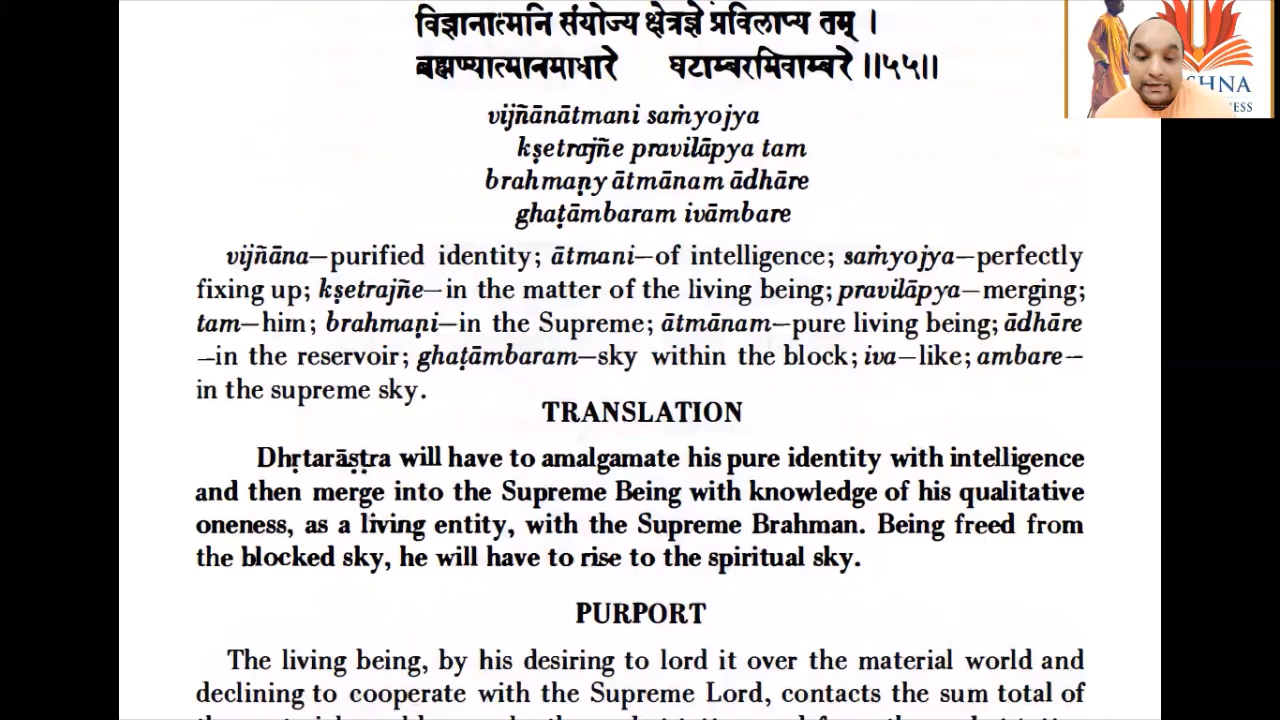 विज्ञानात्मनि संयोज्य क्षेत्रज्ञे प्रविलाप्य तम् ।
ब्रह्मण्यात्मानमाधारे घटाम्बरमिवाम्बरे ।।५५।।
vijñānātmani saṁyojya
kṣetrajñe pravilāpya tam
brahmaṇy ātmānam ādhāre
ghaṭāmbaram ivāmbare
vijñāna—purified identity; ātmani—of intelligence; saṁyojya—perfectly
fixing up; kṣetrajñe—in the matter of the living being; pravilāpya—merging;
tam—him; brahmaṇi—in the Supreme; ātmānam—pure living being; ādhāre
—in the reservoir; ghaṭāmbaram—sky within the block; iva—like; ambare—
in the supreme sky.
TRANSLATION
Dhṛtarāṣṭra will have to amalgamate his pure identity with intelligence
and then merge into the Supreme Being with knowledge of his qualitative
oneness, as a living entity, with the Supreme Brahman. Being freed from
the blocked sky, he will have to rise to the spiritual sky.
PURPORT
The living being, by his desiring to lord it over the material world and
declining to cooperate with the Supreme Lord, contacts the sum total of